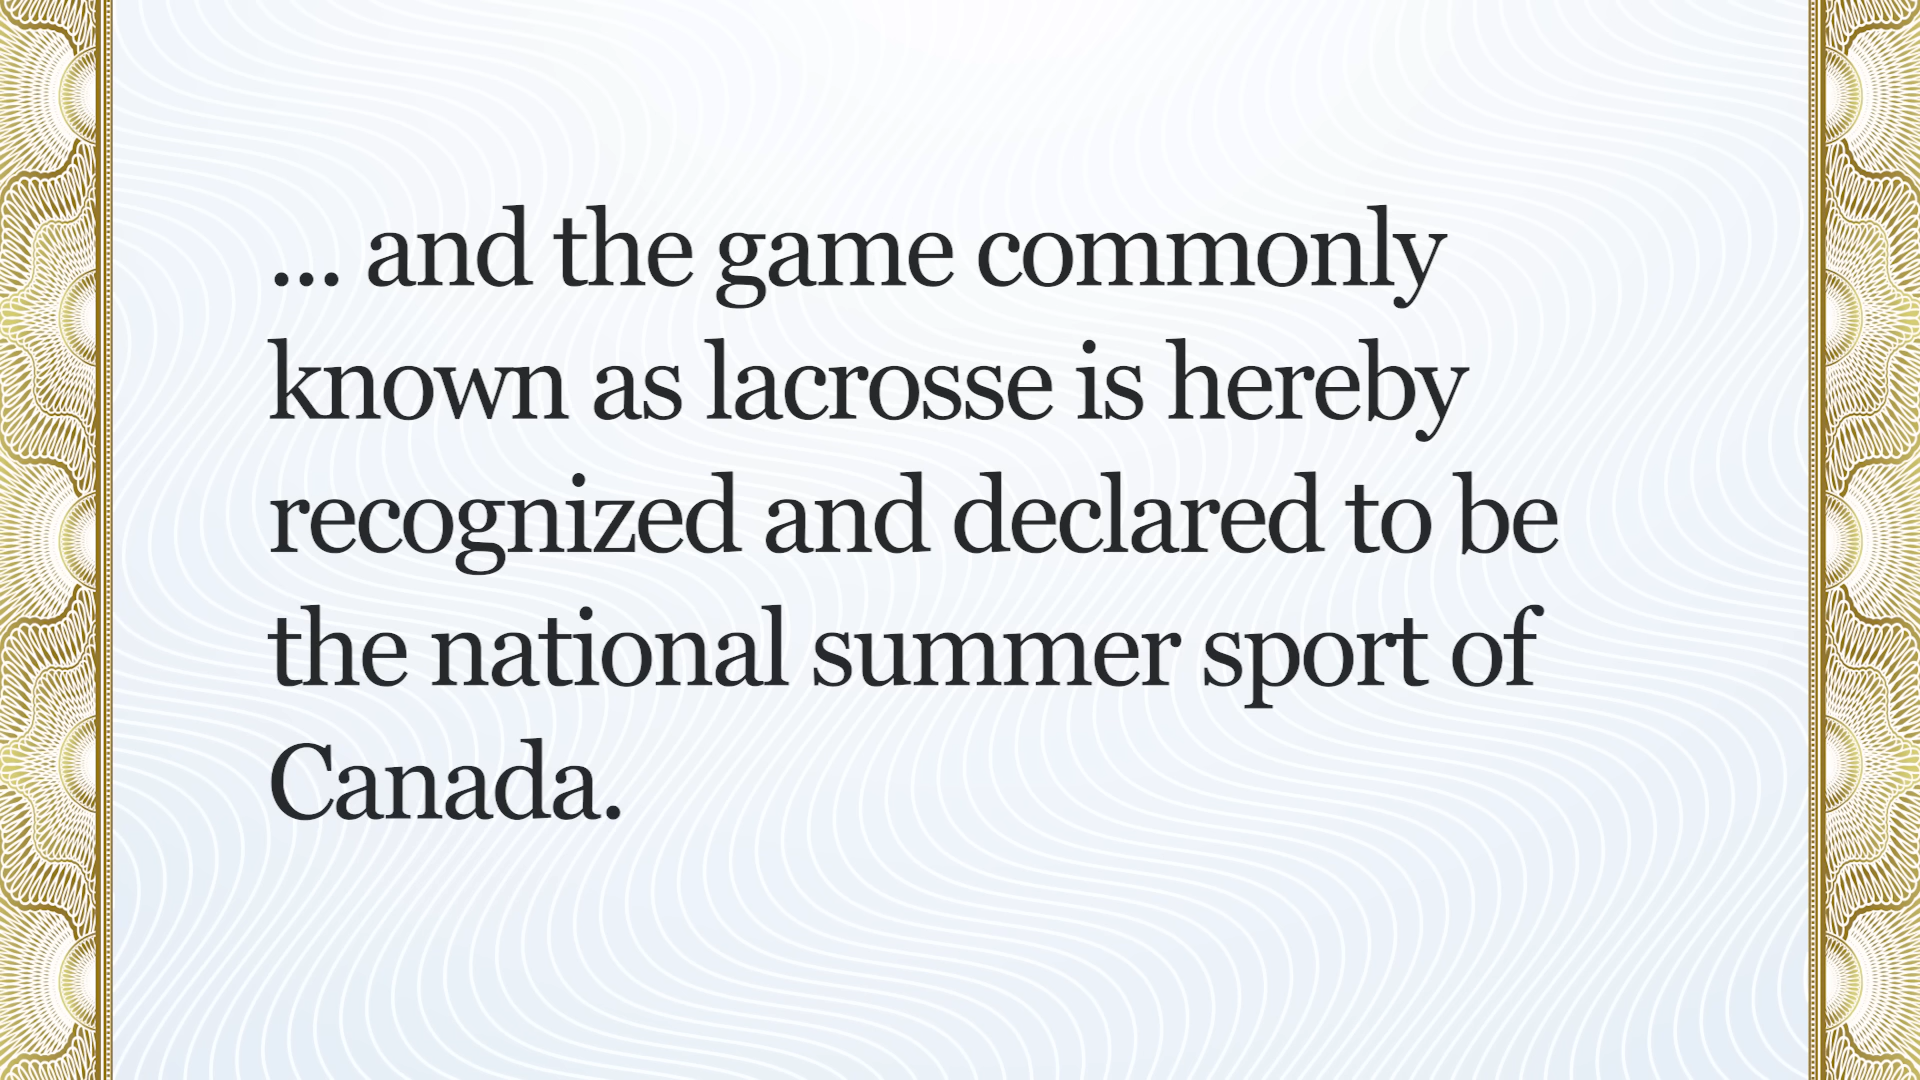 ... and the game commonly
known as lacrosse is hereby
recognized and declared to be
the national summer sport of
Canada.